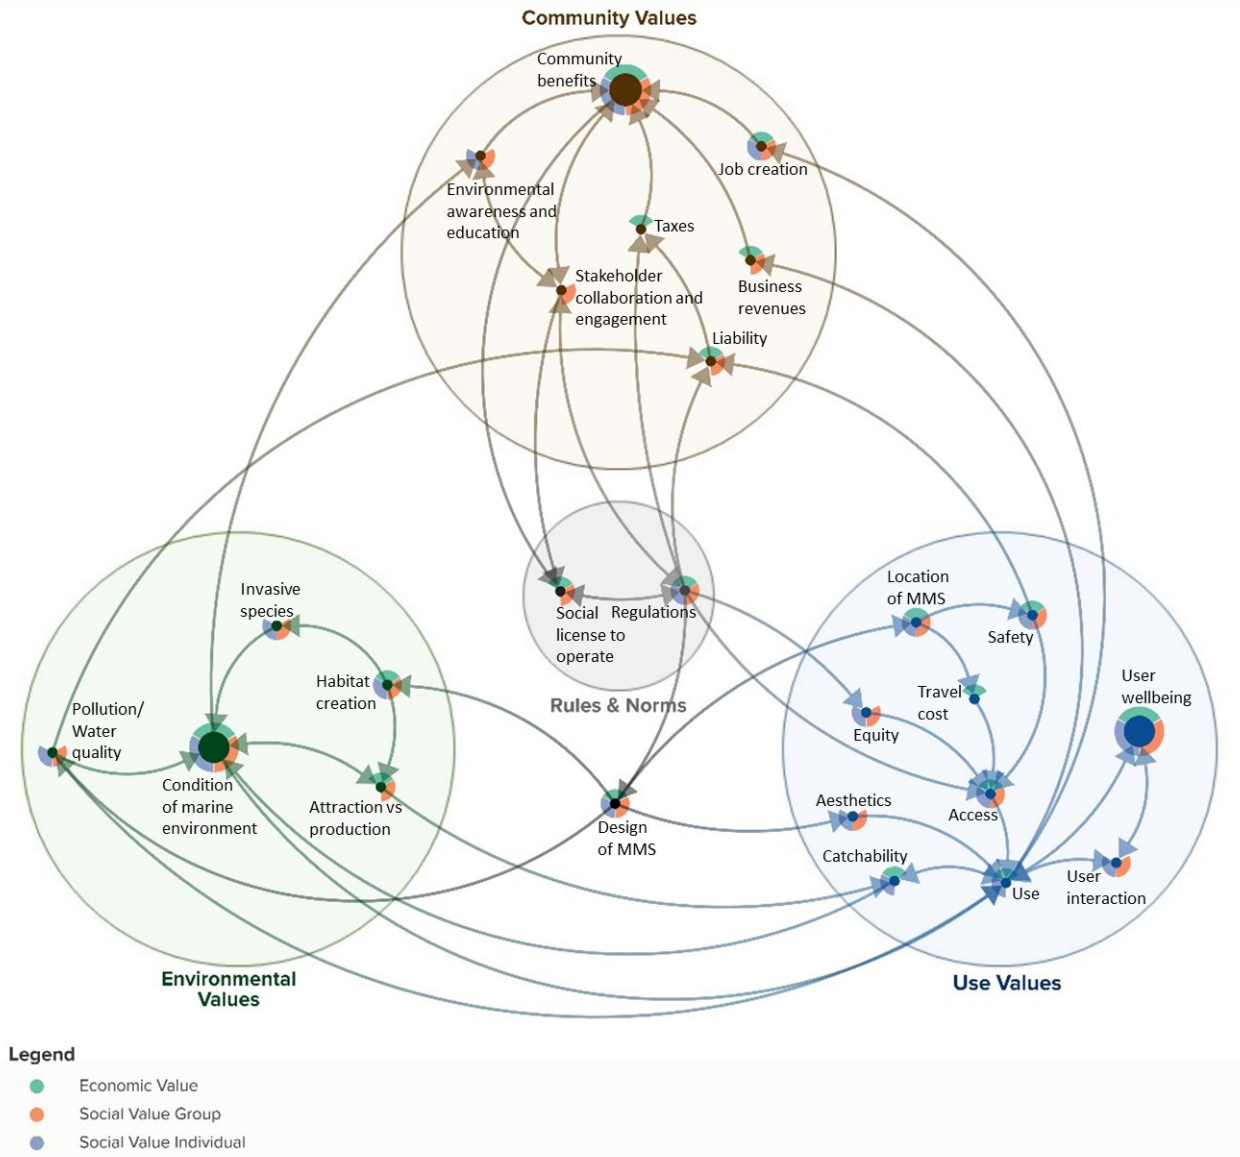 Community Values
Community
benefits
Job creation
Environmental
awareness and
education
Taxes
Stakeholder
collaboration and
engagement
Business
revenues
Liability
Social
license to
operate
Regulations
Rules & Norms
Invasive
species
Habitat
creation
Pollution/
Water
quality
Condition
of marine
environment
Attraction vs
production
Environmental
Values
Design
of MMS
Location
of MMS
Safety
Travel
cost
User
wellbeing
Equity
Aesthetics
Access
Catchability
Use
User
interaction
Use Values
Legend
Economic Value
Social Value Group
Social Value Individual